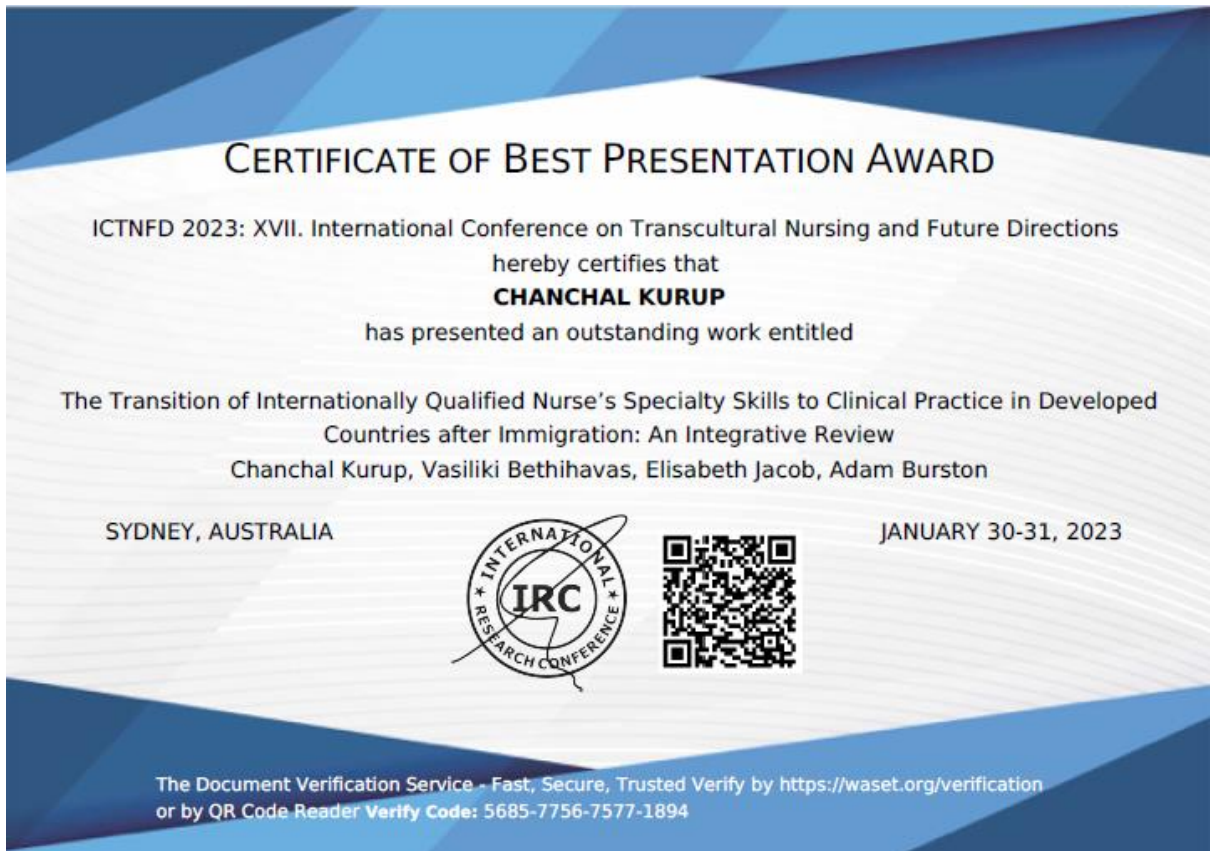 CERTIFICATE OF BEST PRESENTATION AWARD
ICTNFD 2023: XVII. International Conference on Transcultural Nursing and Future Directions
hereby certifies that
CHANCHAL KURUP
has presented an outstanding work entitled
The Transition of Internationally Qualified Nurse's Specialty Skills to Clinical Practice in Developed
Countries after Immigration: An Integrative Review
Chanchal Kurup, Vasiliki Bethihavas, Elisabeth Jacob, Adam Burston
SYDNEY, AUSTRALIA
INTERNATIONAL
IRC
RESEARCH CONFERENCE
JANUARY 30-31, 2023
The Document Verification Service - Fast, Secure, Trusted Verify by https://waset.org/verification
or by QR Code Reader Verify Code: 5685-7756-7577-1894